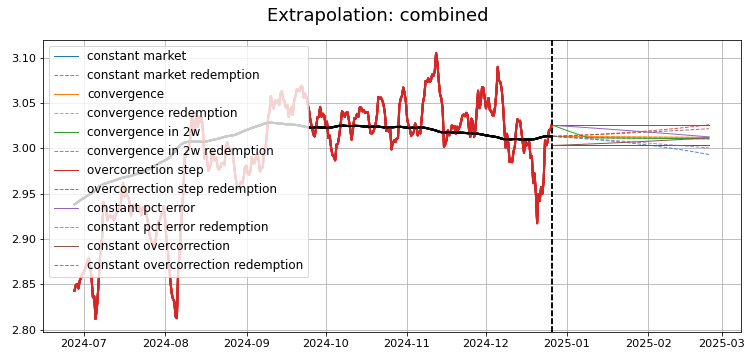 Extrapolation: combined
3.10
3.05
3.00
2.95
2.90
2.85
2.80
constant market
constant market redemption
convergence
convergence redemption
convergence in 2w
convergence in 2w redemption
overcorrection step
overcorrection step redemption
constant pct error
constant pct error redemption
constant overcorrection
constant overcorrection redemption
2024-07 2024-08 2024-09 2024-10 2024-11 2024-12 2025-01 2025-02 2025-03